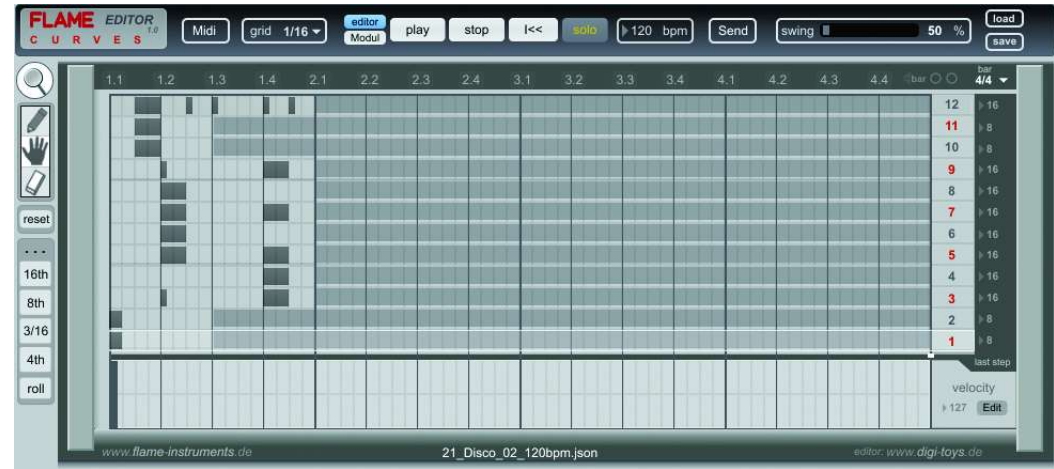 FLAME EDITOR 1.0
CURVES
Midi
grid 1/16
editor
Modul
play
stop
I<<
solo
120 bpm
Send
swing
50 %
load
save
1.1 1.2 1.3 1.4 2.1 2.2 2.3 2.4 3.1 3.2 3.3 3.4 4.1 4.2 4.3 4.4 bar
bar
4/4
12 16
11 8
10 8
9 16
8 16
7 16
6 16
5 16
4 16
3 16
2 8
1 8
last step
reset
...
16th
8th
3/16
4th
roll
velocity
127 Edit
www.flame-instruments.de
21_Disco_02_120bpm.json
editor: www.digi-toys.de